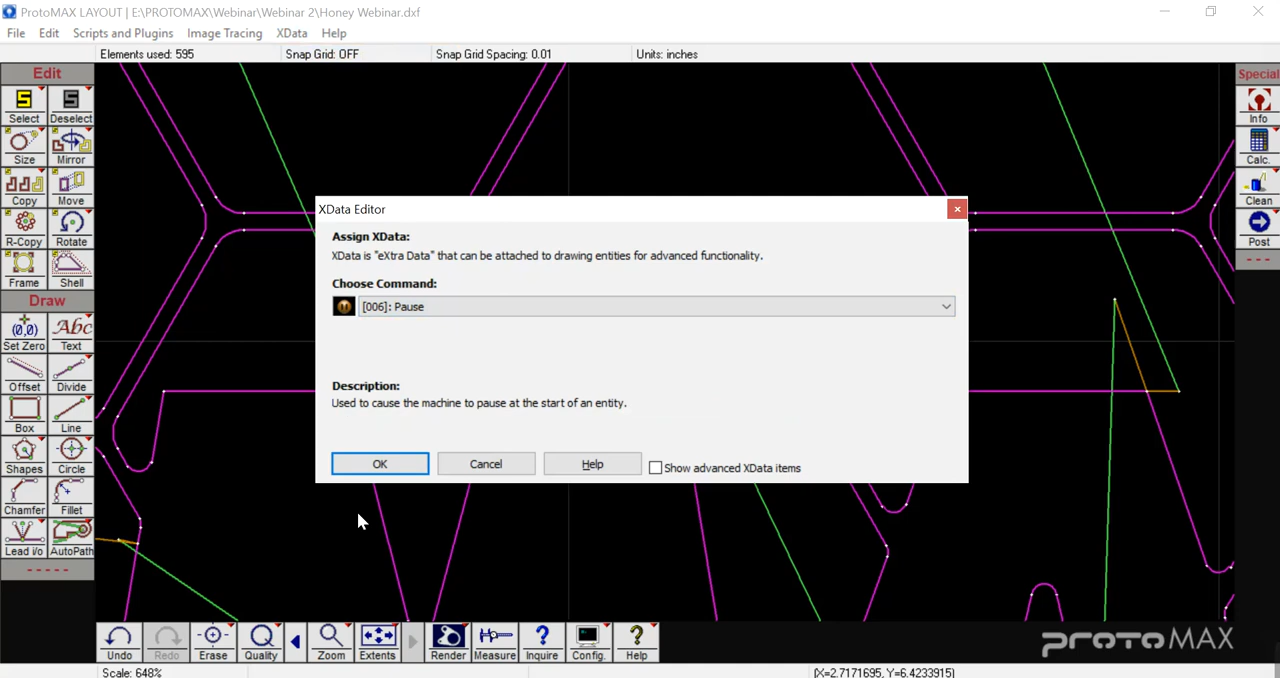 ProtoMAX LAYOUT | E:\PROTOMAX\Webinar\Webinar 2\Honey Webinar.dxf
File Edit Scripts and Plugins Image Tracing XData Help
Elements used: 595 Snap Grid: OFF Snap Grid Spacing: 0.01 Units: inches
Edit
Select Deselect
Size Mirror
Copy Move
R-Copy Rotate
Frame Shell
Draw
(0,0) Abc
Set Zero Text
Offset Divide
Box Line
Shapes Circle
Chamfer Fillet
Lead i/o AutoPath
Special
Info
Calc.
Clean
Post
XData Editor
Assign XData:
XData is "eXtra Data" that can be attached to drawing entities for advanced functionality.
Choose Command:
[006]: Pause
Description:
Used to cause the machine to pause at the start of an entity.
OK Cancel Help Show advanced XData items
Undo Redo Erase Quality Zoom Extents Render Measure Inquire Config. Help
PROTOMAX
Scale: 648% (X=2.7171695, Y=6.4233915)